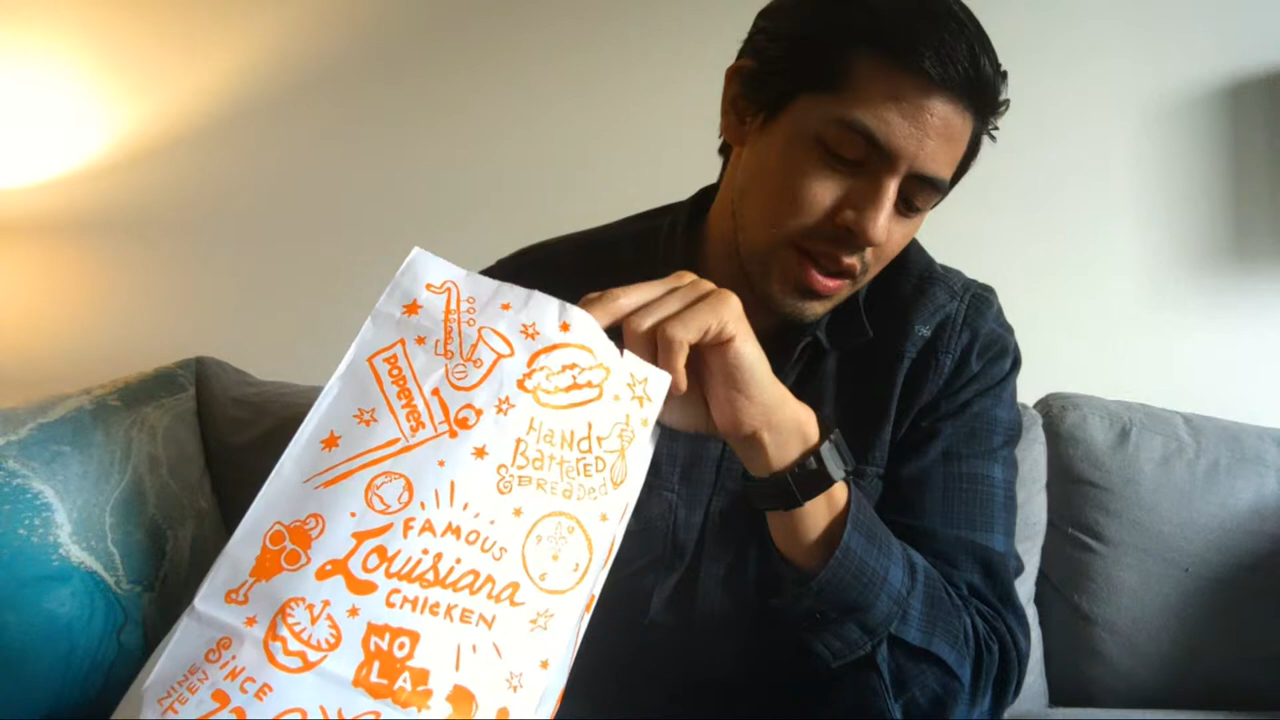 POPEYES
HAND
BATTERED
& BREADED
FAMOUS
Louisiana
CHICKEN
NO
LA
NINE
TEEN
SINCE